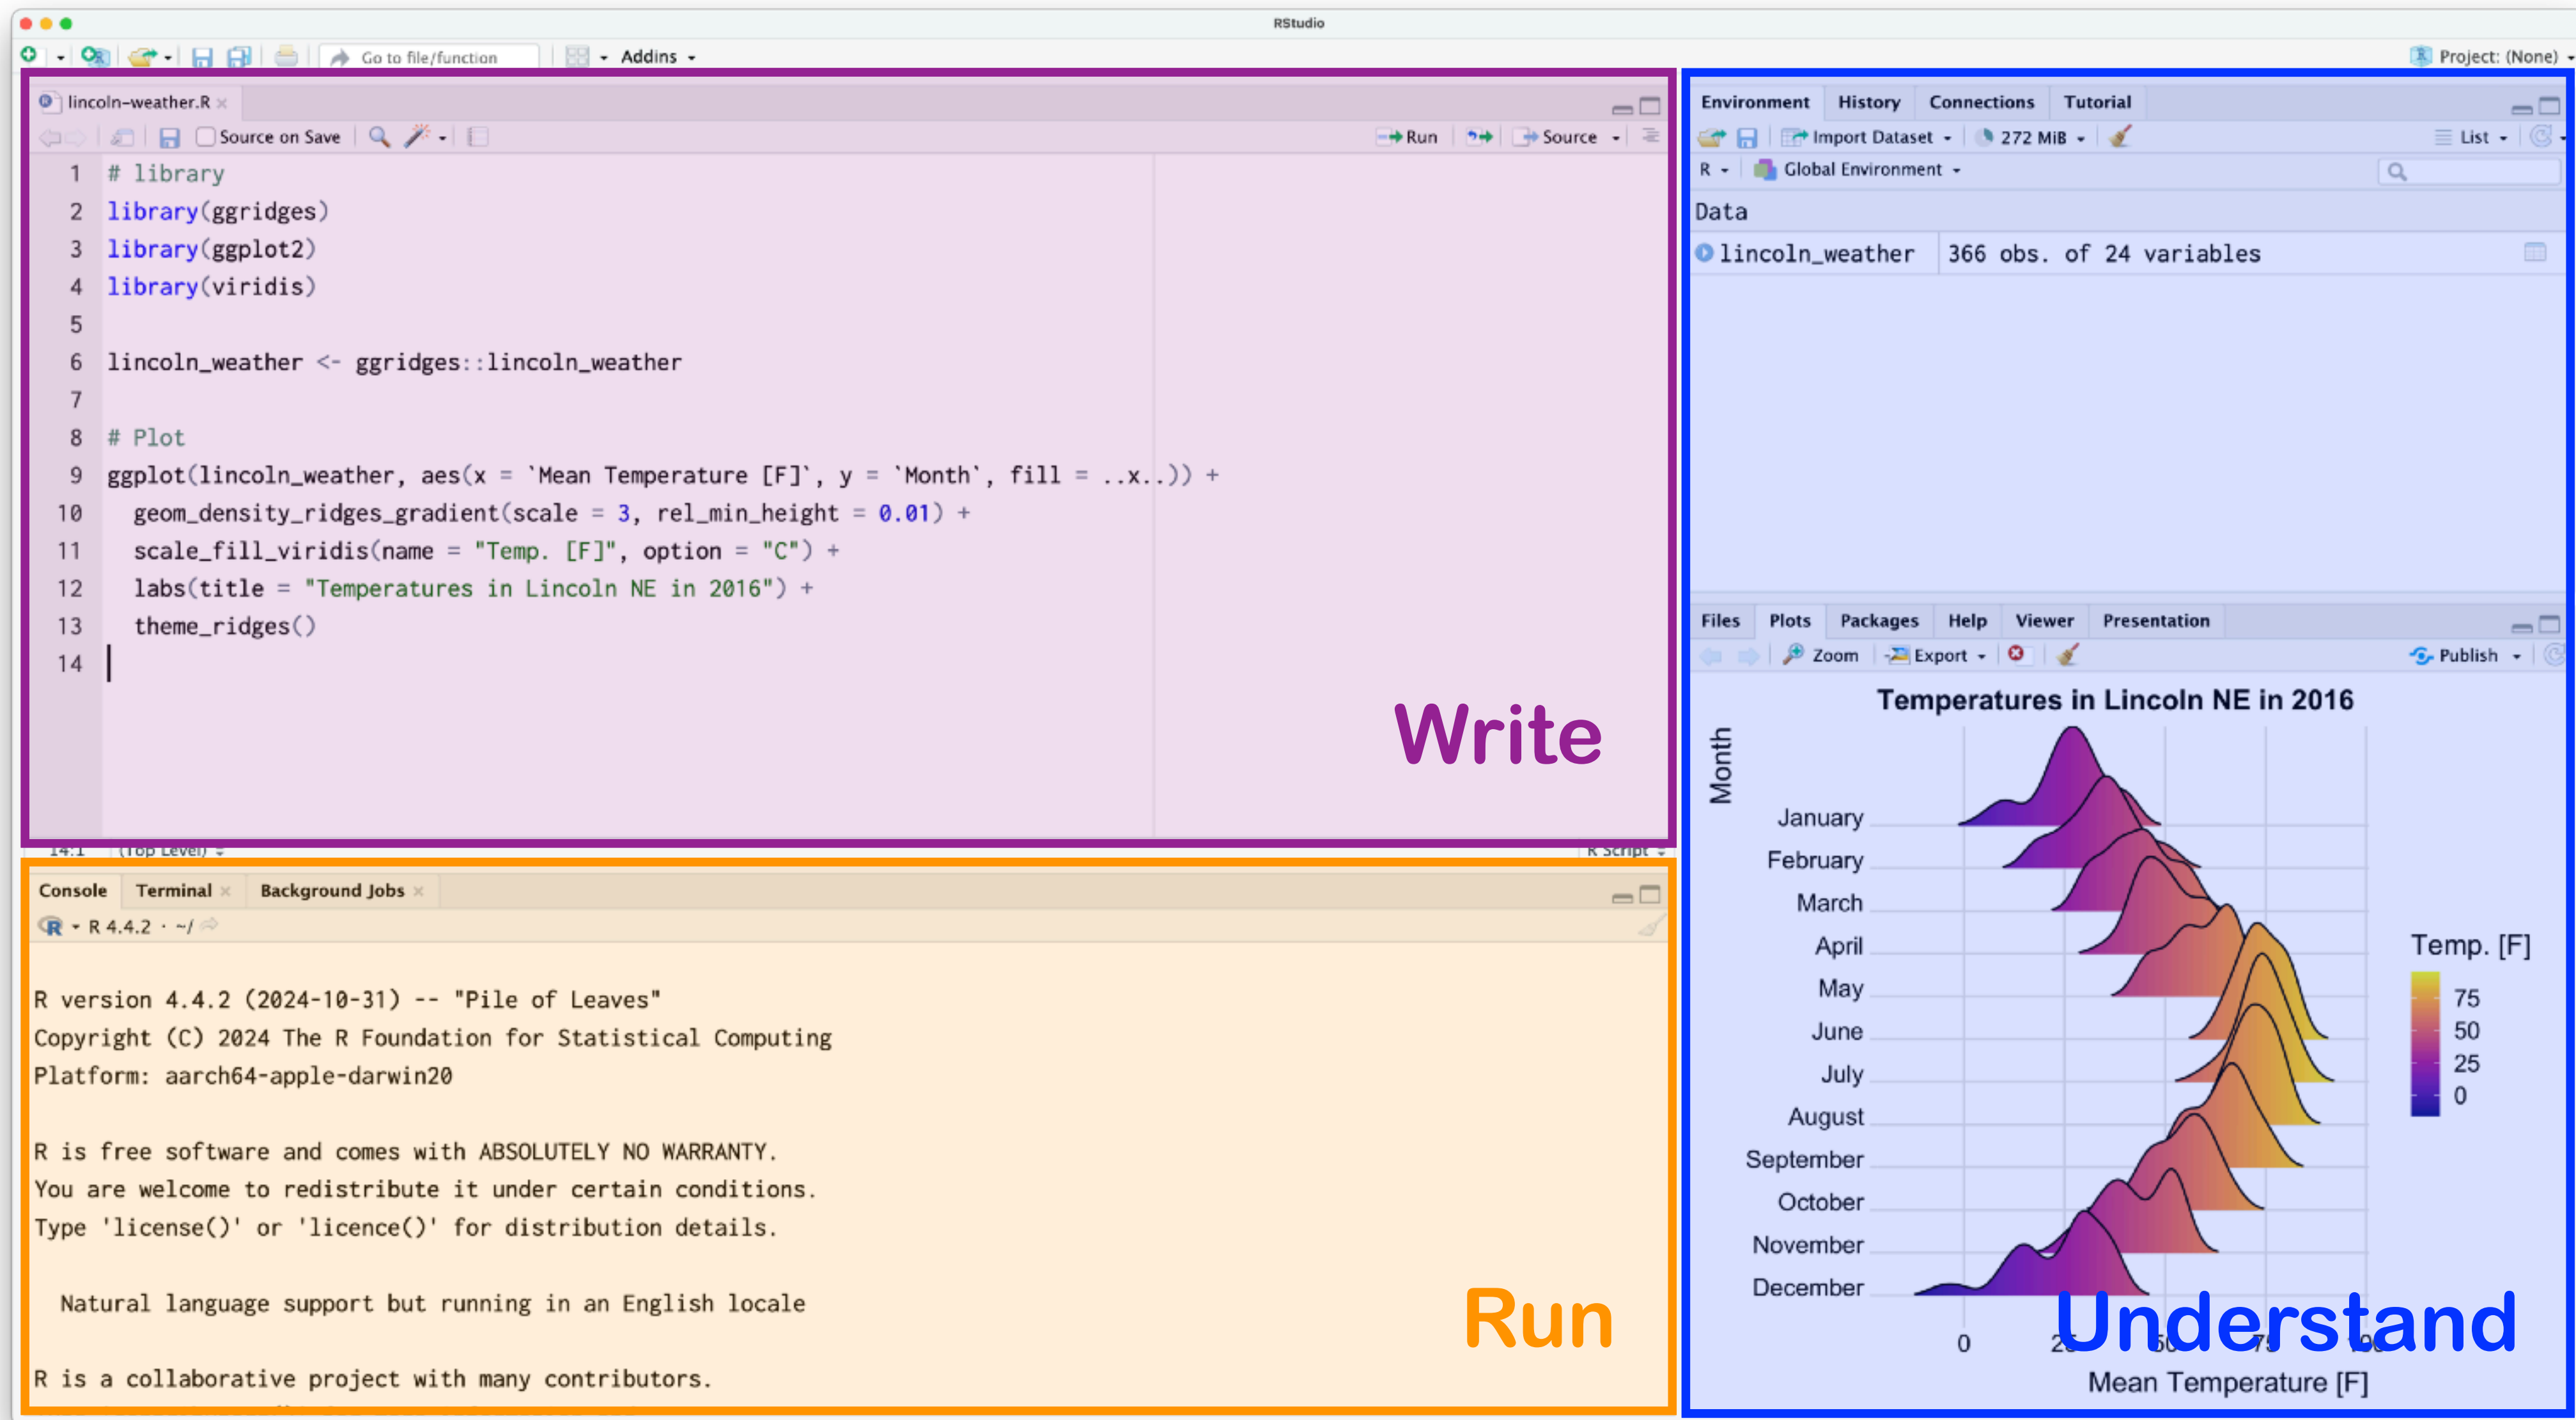 RStudio
Go to file/function Addins Project: (None)
lincoln-weather.R
Source on Save Run Source
1 # library
2 library(ggridges)
3 library(ggplot2)
4 library(viridis)
5
6 lincoln_weather <- ggridges::lincoln_weather
7
8 # Plot
9 ggplot(lincoln_weather, aes(x = `Mean Temperature [F]`, y = `Month`, fill = ..x..)) +
10 geom_density_ridges_gradient(scale = 3, rel_min_height = 0.01) +
11 scale_fill_viridis(name = "Temp. [F]", option = "C") +
12 labs(title = "Temperatures in Lincoln NE in 2016") +
13 theme_ridges()
14
Write
14:1 (Top Level) R Script
Console Terminal Background Jobs
R 4.4.2 · ~/
R version 4.4.2 (2024-10-31) -- "Pile of Leaves"
Copyright (C) 2024 The R Foundation for Statistical Computing
Platform: aarch64-apple-darwin20
R is free software and comes with ABSOLUTELY NO WARRANTY.
You are welcome to redistribute it under certain conditions.
Type 'license()' or 'licence()' for distribution details.
Natural language support but running in an English locale
R is a collaborative project with many contributors.
Run
Environment History Connections Tutorial
Import Dataset 272 MiB List
R Global Environment
Data
lincoln_weather 366 obs. of 24 variables
Files Plots Packages Help Viewer Presentation
Zoom Export Publish
Temperatures in Lincoln NE in 2016
Month
January
February
March
April
May
June
July
August
September
October
November
December
Temp. [F]
75
50
25
0
0 25 50 75 100
Mean Temperature [F]
Understand